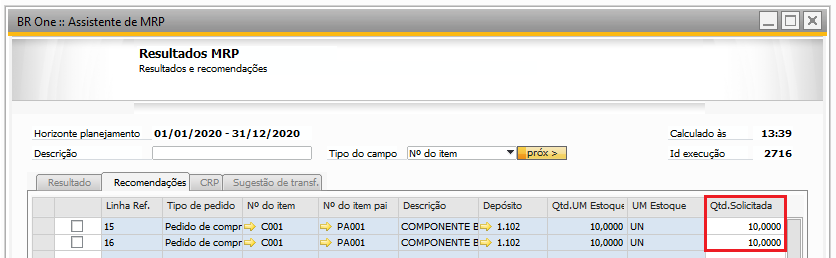 BR One :: Assistente de MRP
Resultados MRP
Resultados e recomendações
Horizonte planejamento 01/01/2020 - 31/12/2020 Calculado às 13:39
Descrição Tipo do campo Nº do item próx > Id execução 2716
Resultado Recomendações CRP Sugestão de transf.
Linha Ref. Tipo de pedido Nº do item Nº do item pai Descrição Depósito Qtd.UM Estoque UM Estoque Qtd.Solicitada
15 Pedido de compr C001 PA001 COMPONENTE B 1.102 10,0000 UN 10,0000
16 Pedido de compr C001 PA001 COMPONENTE B 1.102 10,0000 UN 10,0000